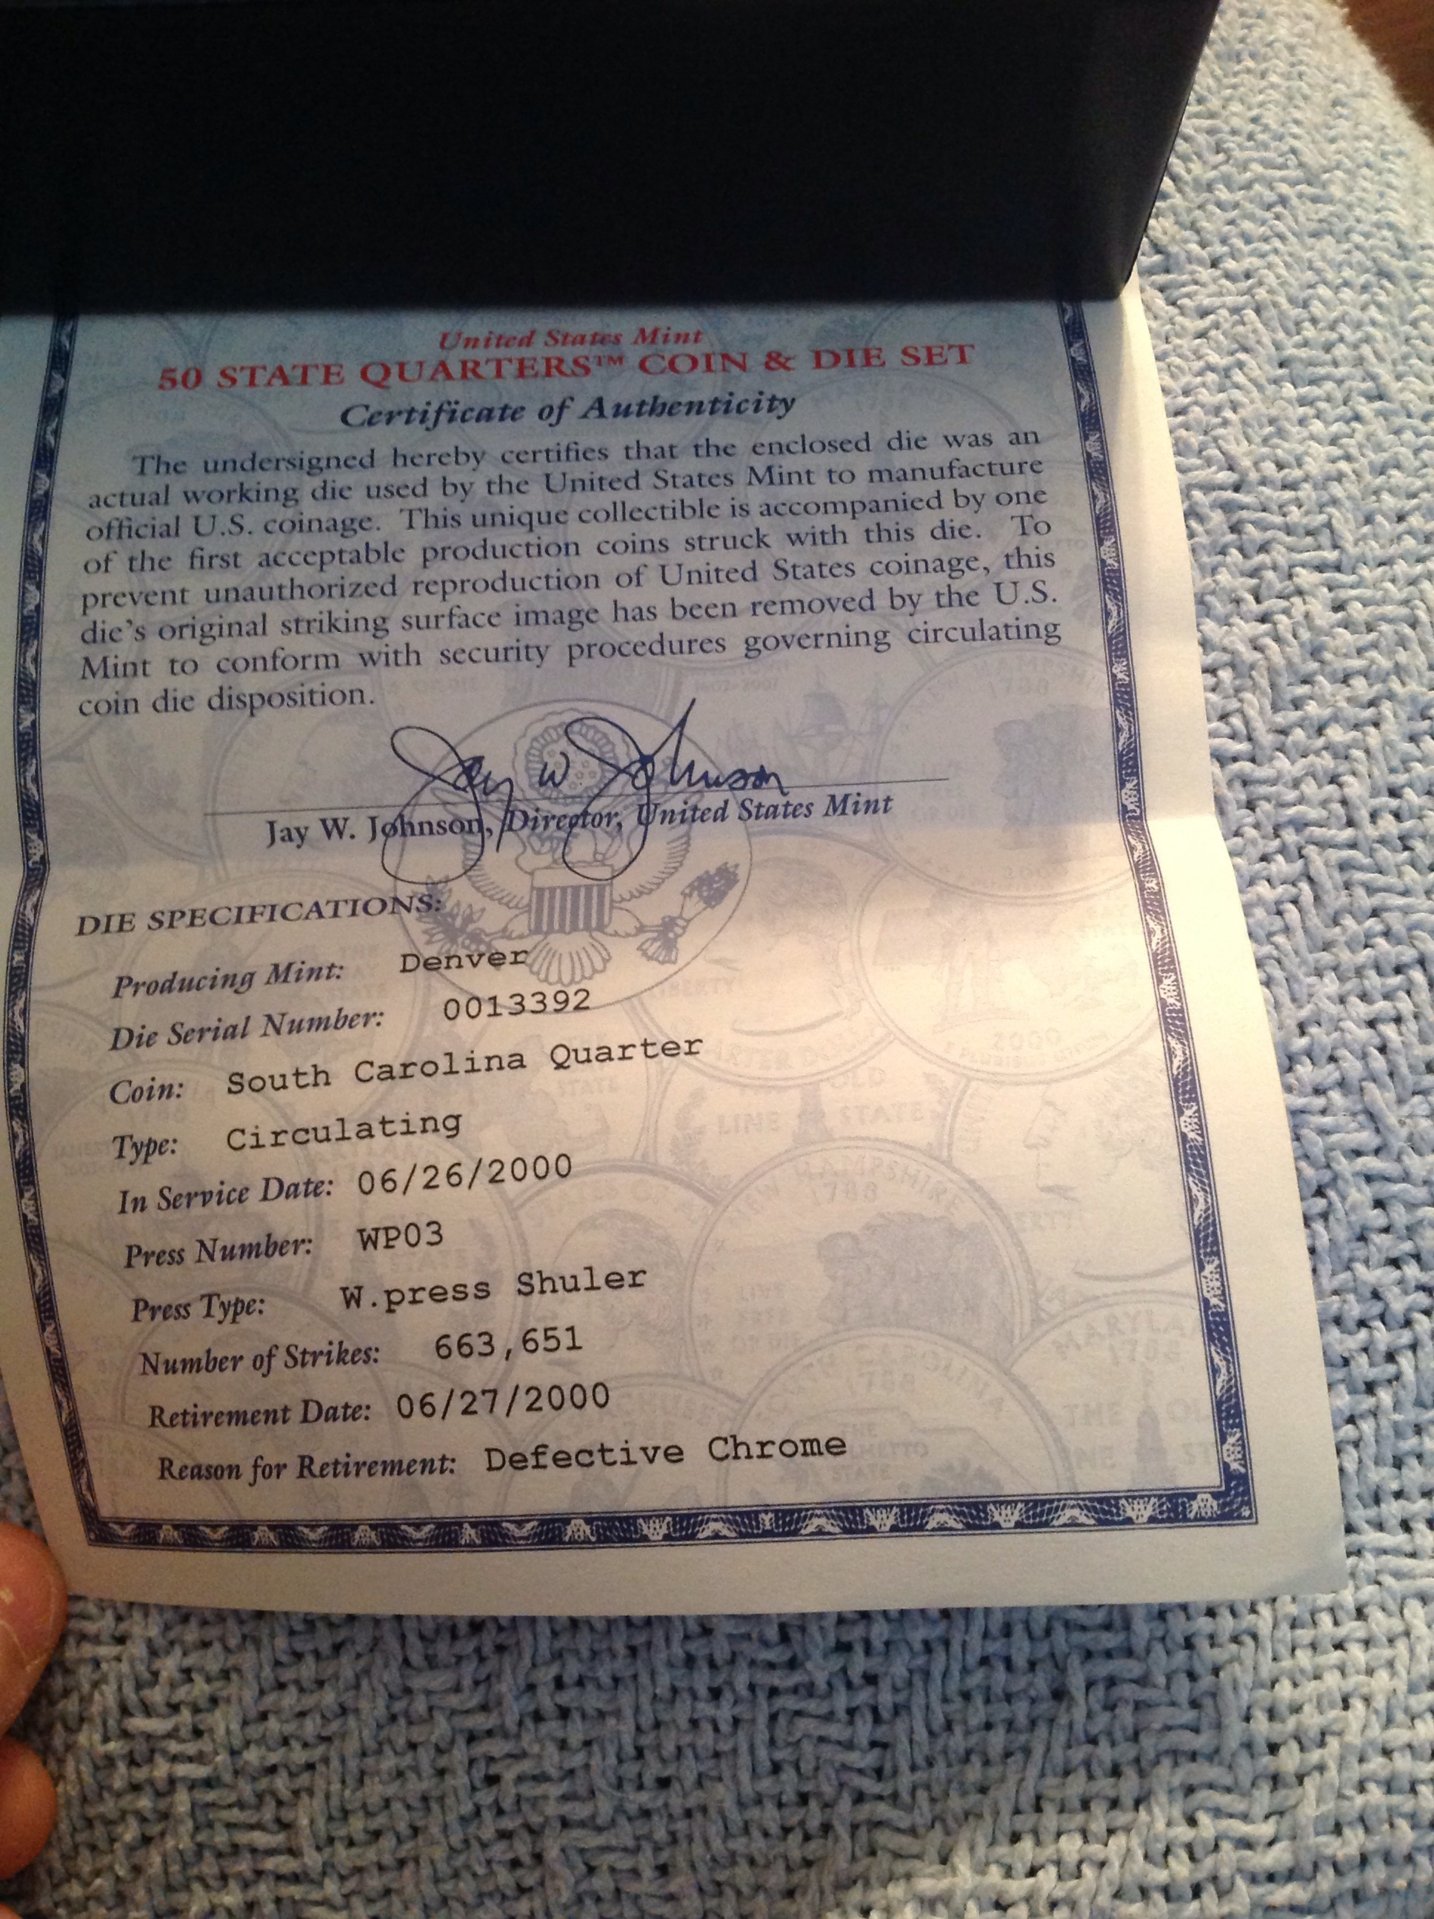 United States Mint
50 STATE QUARTERS™ COIN & DIE SET
Certificate of Authenticity
The undersigned hereby certifies that the enclosed die was an
actual working die used by the United States Mint to manufacture
official U.S. coinage. This unique collectible is accompanied by one
of the first acceptable production coins struck with this die. To
prevent unauthorized reproduction of United States coinage, this
die's original striking surface image has been removed by the U.S.
Mint to conform with security procedures governing circulating
coin die disposition.
Jay W Johnson
Jay W. Johnson, Director, United States Mint
DIE SPECIFICATIONS:
Producing Mint: Denver
Die Serial Number: 0013392
Coin: South Carolina Quarter
Type: Circulating
In Service Date: 06/26/2000
Press Number: WP03
Press Type: W.press Shuler
Number of Strikes: 663,651
Retirement Date: 06/27/2000
Reason for Retirement: Defective Chrome